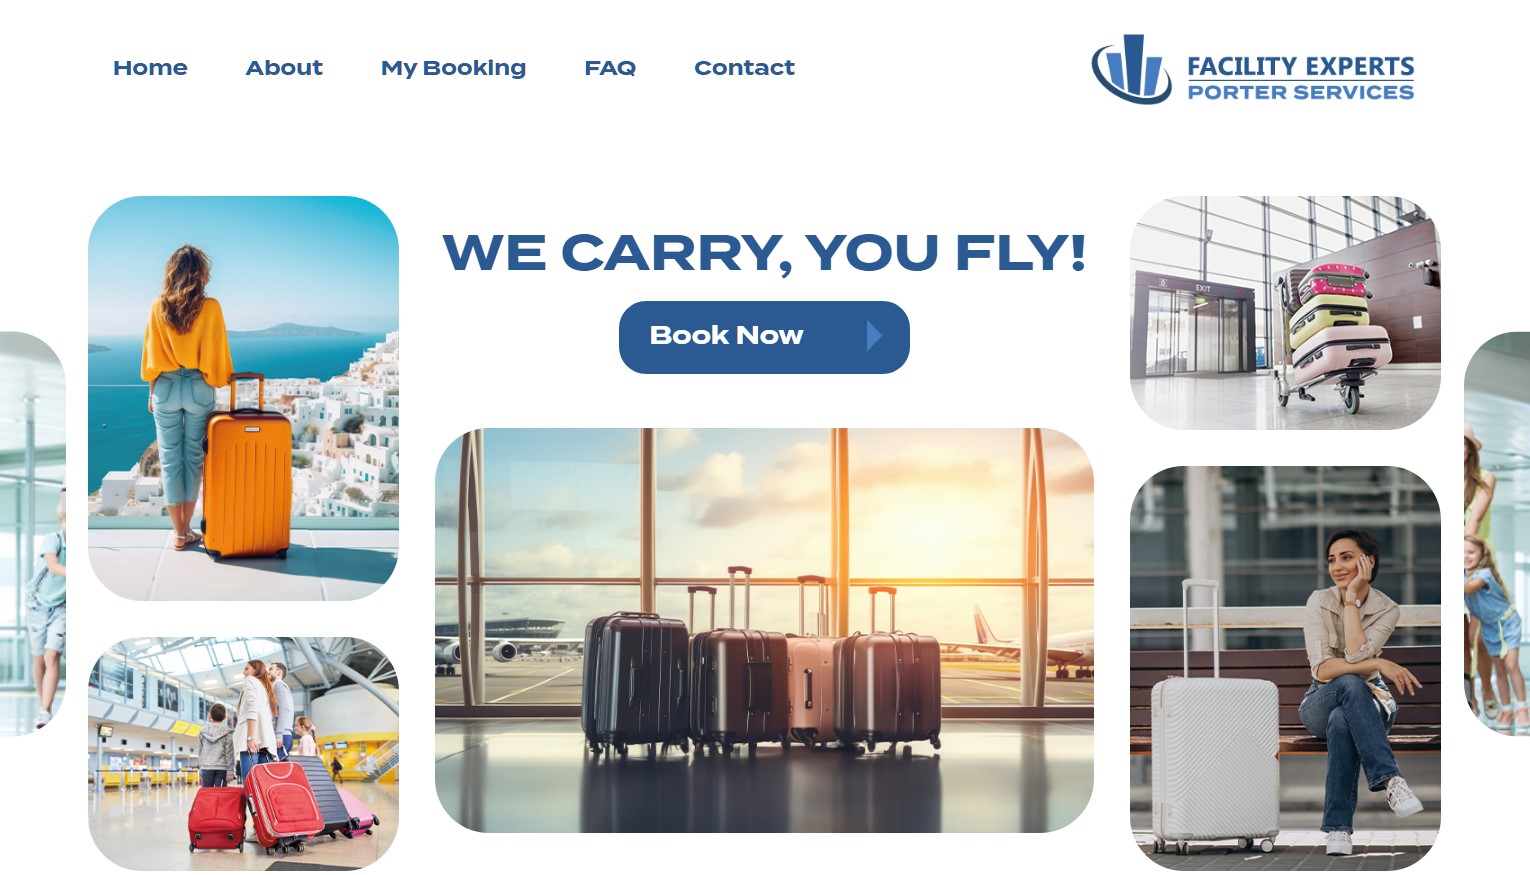 Home
About
My Booking
FAQ
Contact
FACILITY EXPERTS
PORTER SERVICES
WE CARRY, YOU FLY!
Book Now
EXIT